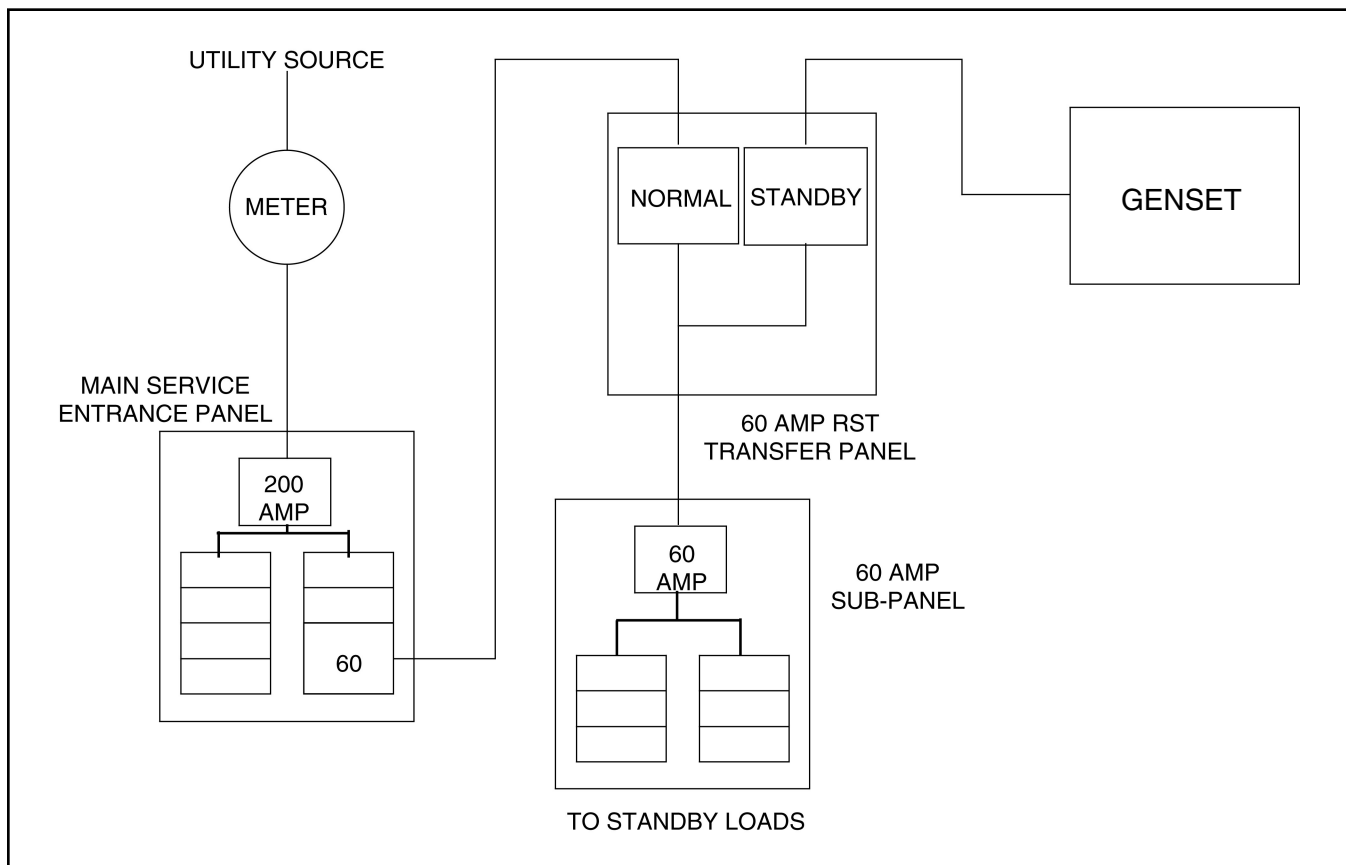 UTILITY SOURCE
METER
NORMAL
STANDBY
GENSET
MAIN SERVICE
ENTRANCE PANEL
200
AMP
60
60 AMP RST
TRANSFER PANEL
60
AMP
60 AMP
SUB-PANEL
TO STANDBY LOADS